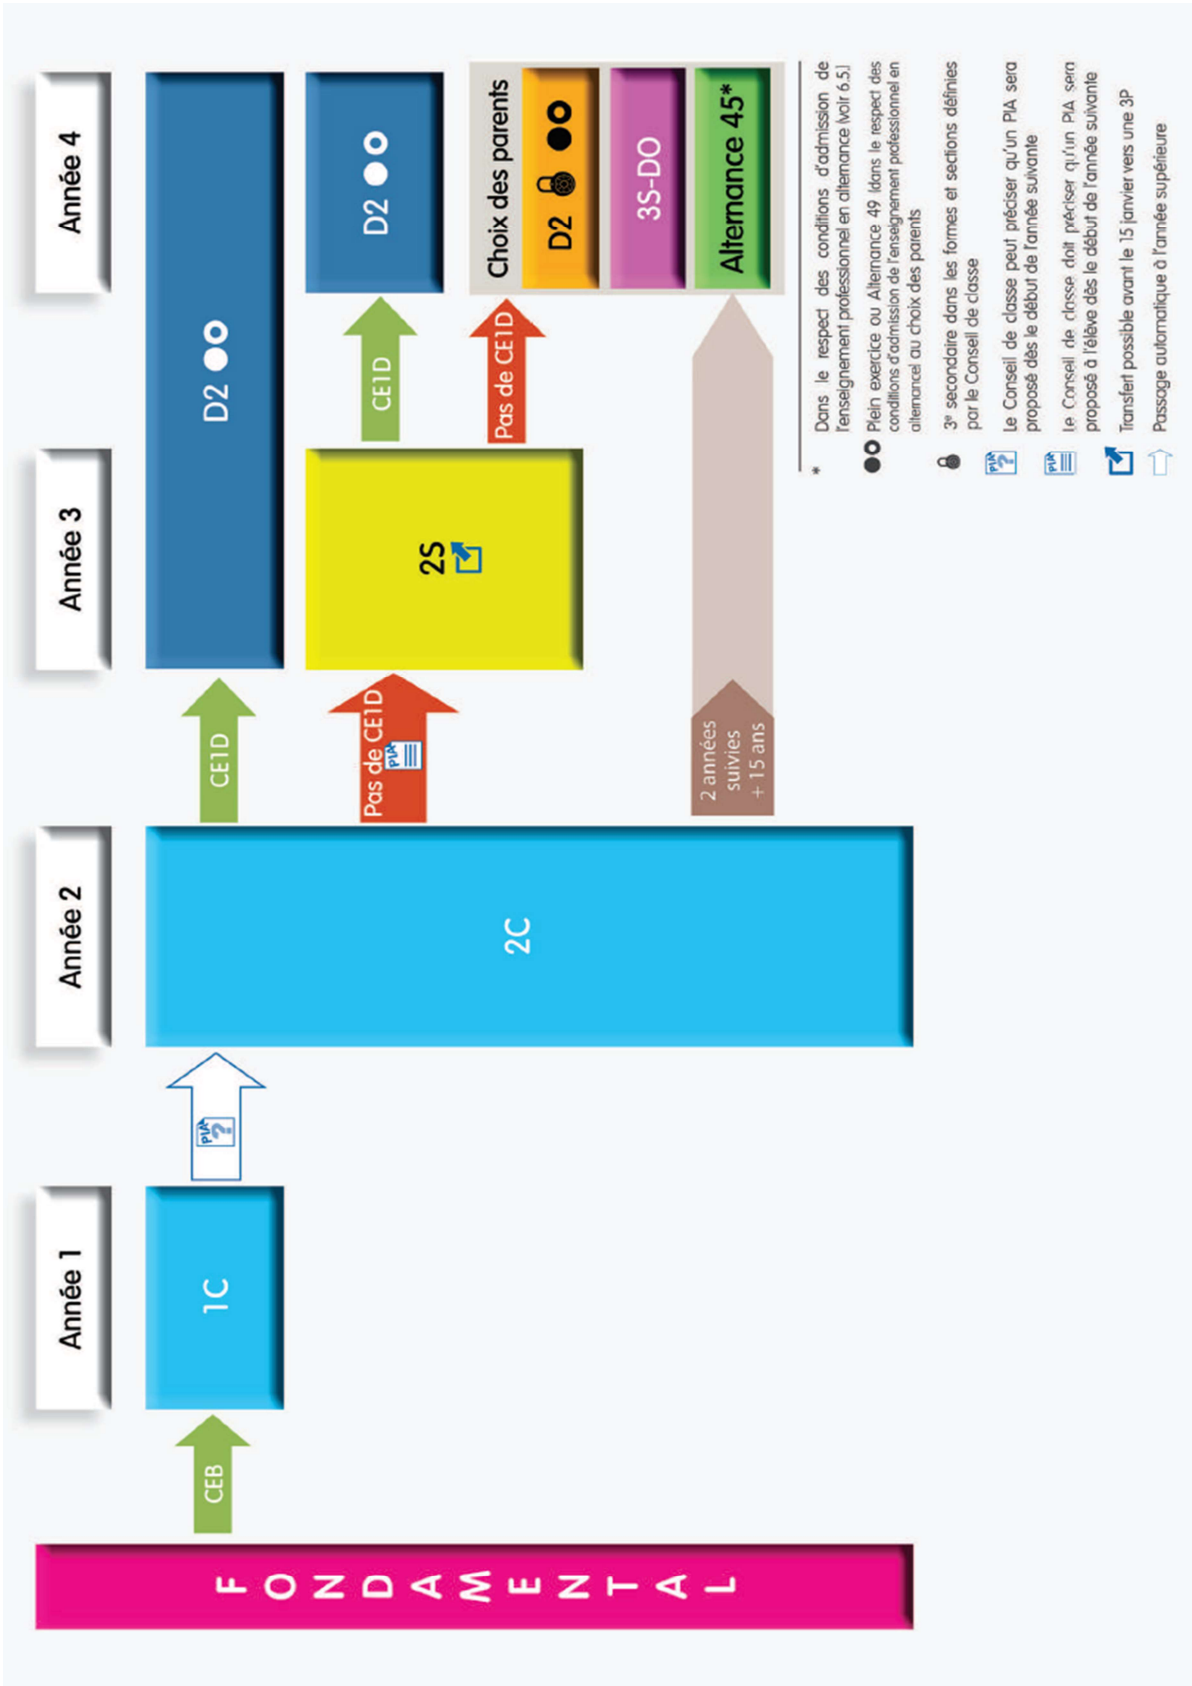 Année 1
Année 2
Année 3
Année 4
FONDAMENTAL
CEB
1C
PIA
?
2C
CE1D
D2
Pas de CE1D
PIA
2S
CE1D
D2
Pas de CE1D
Choix des parents
D2
3S-DO
Alternance 45*
2 années
suivies
+ 15 ans
* Dans le respect des conditions d'admission de
l'enseignement professionnel en alternance (voir 6.5.)
Plein exercice ou Alternance 49 (dans le respect des
conditions d'admission de l'enseignement professionnel en
alternance) au choix des parents
3e secondaire dans les formes et sections définies
par le Conseil de classe
PIA
?
Le Conseil de classe peut préciser qu'un PIA sera
proposé dès le début de l'année suivante
PIA
Le Conseil de classe doit préciser qu'un PIA sera
proposé à l'élève dès le début de l'année suivante
Transfert possible avant le 15 janvier vers une 3P
Passage automatique à l'année supérieure